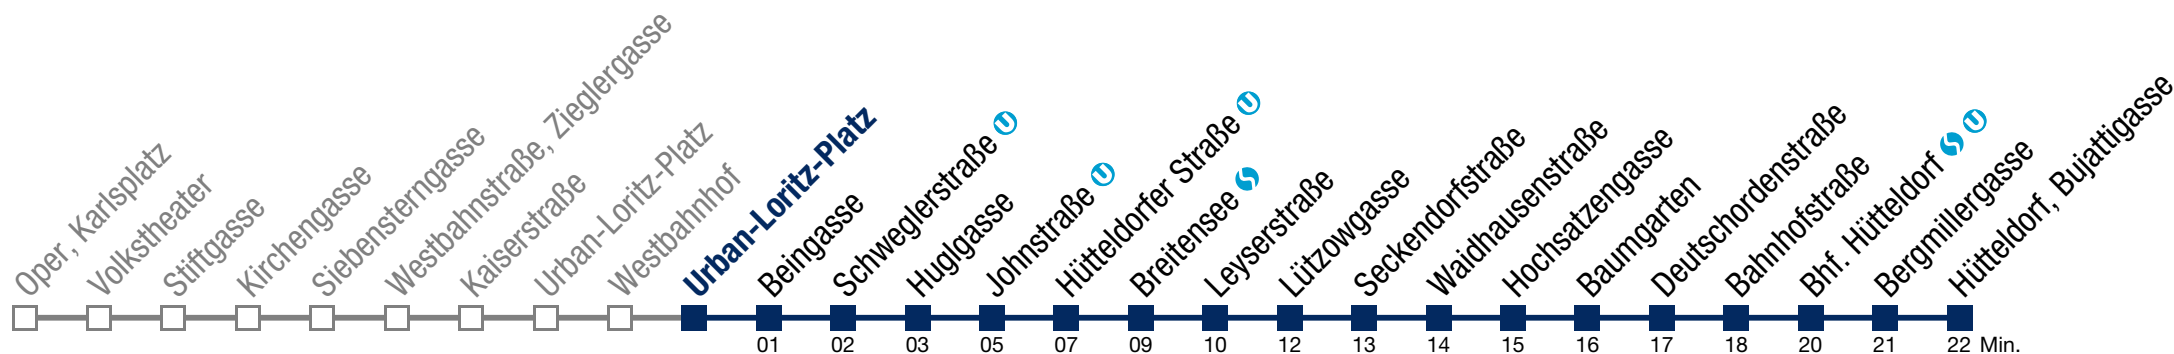 Oper, Karlsplatz
Volkstheater
Stiftgasse
Kirchengasse
Siebensterngasse
Westbahnstraße, Zieglergasse
Kaiserstraße
Urban-Loritz-Platz
Westbahnhof
Urban-Loritz-Platz
Beingasse
Schweglerstraße U
Huglgasse
Johnstraße U
Hütteldorfer Straße U
Breitensee S
Leyserstraße
Lützowgasse
Seckendorfstraße
Waidhausenstraße
Hochsatzengasse
Baumgarten
Deutschordenstraße
Bahnhofstraße
Bhf. Hütteldorf S U
Bergmillergasse
Hütteldorf, Bujattigasse
01 02 03 05 07 09 10 12 13 14 15 16 17 18 20 21 22 Min.